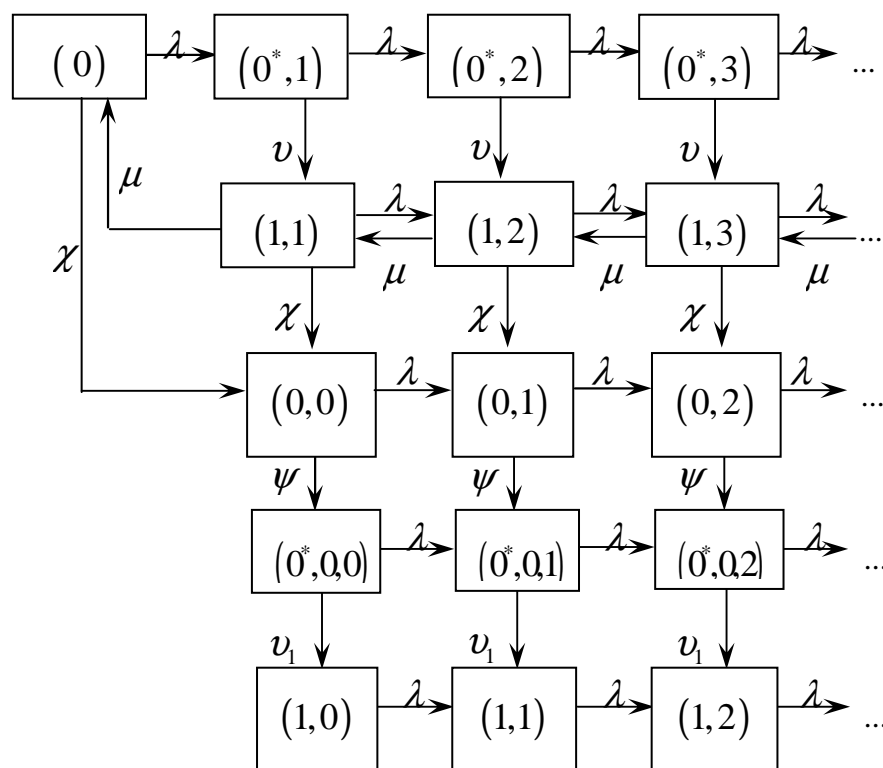 (0) λ (0*,1) λ (0*,2) λ (0*,3) λ ...
μ υ υ υ
χ (1,1) λ μ (1,2) λ μ (1,3) λ μ ...
χ χ χ
(0,0) λ (0,1) λ (0,2) λ ...
ψ ψ ψ
(0*,0,0) λ (0*,0,1) λ (0*,0,2) λ ...
υ₁ υ₁ υ₁
(1,0) λ (1,1) λ (1,2) λ ...